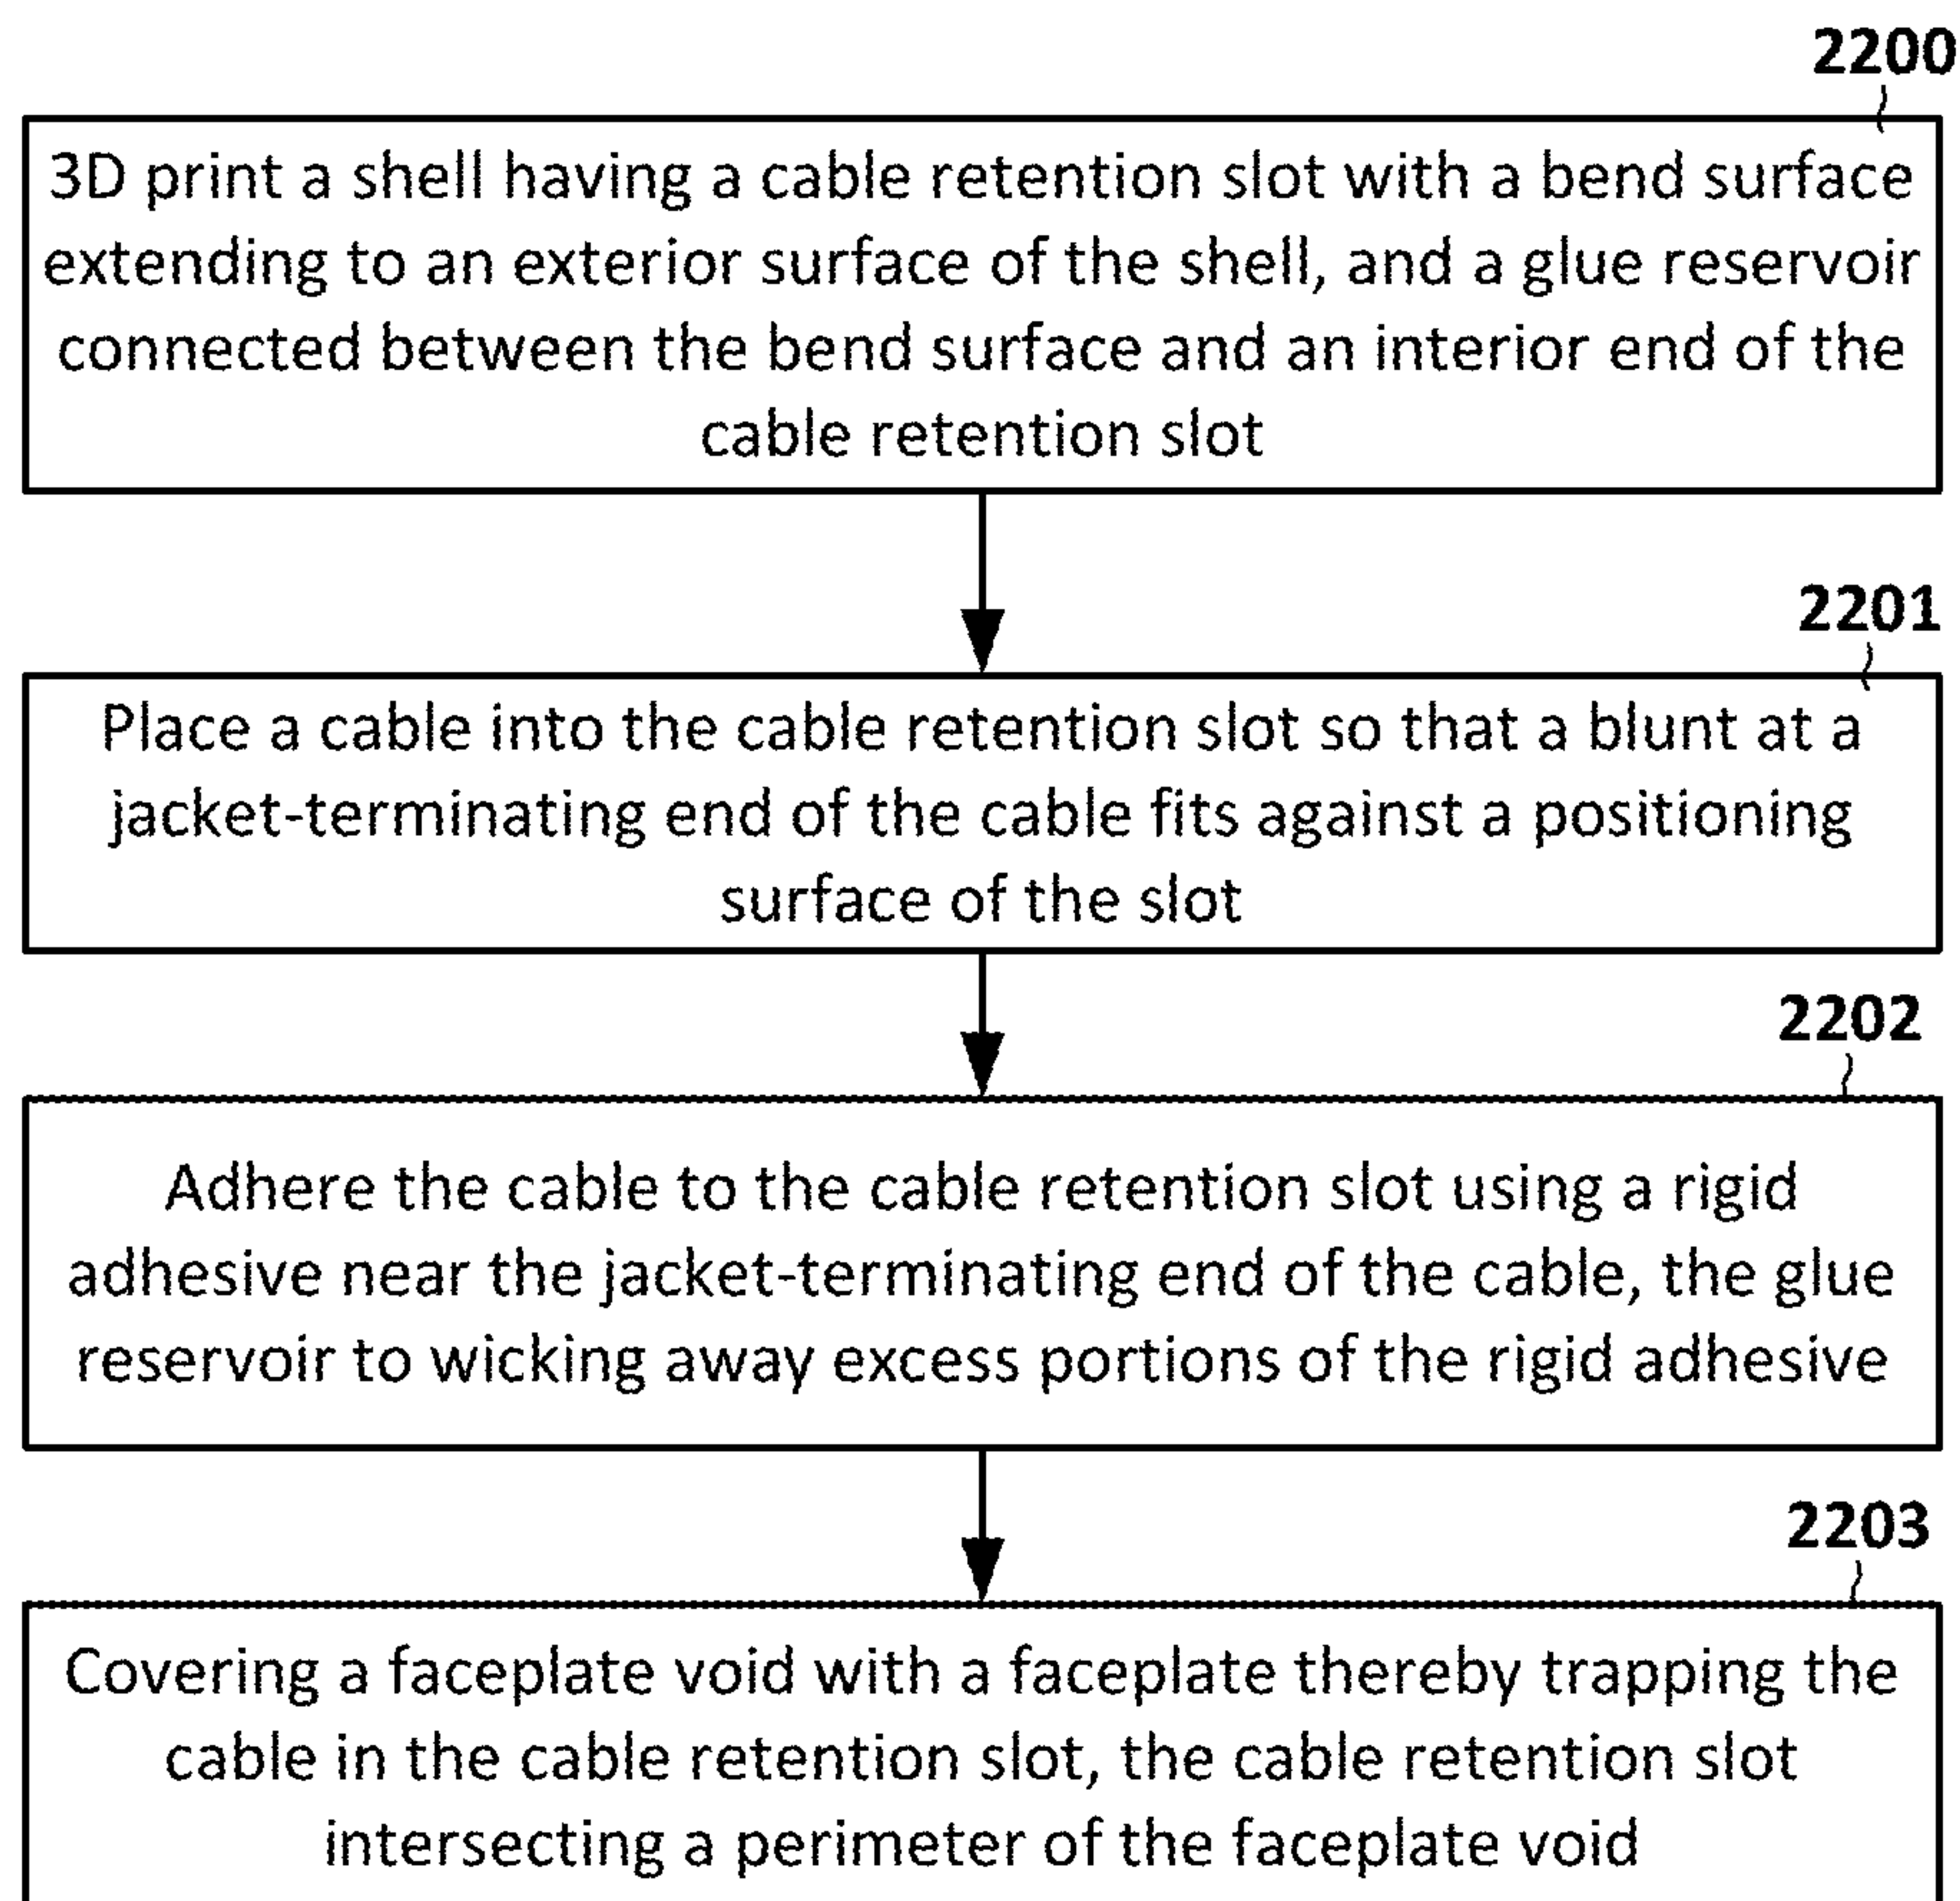 2200
3D print a shell having a cable retention slot with a bend surface
extending to an exterior surface of the shell, and a glue reservoir
connected between the bend surface and an interior end of the
cable retention slot
2201
Place a cable into the cable retention slot so that a blunt at a
jacket-terminating end of the cable fits against a positioning
surface of the slot
2202
Adhere the cable to the cable retention slot using a rigid
adhesive near the jacket-terminating end of the cable, the glue
reservoir to wicking away excess portions of the rigid adhesive
2203
Covering a faceplate void with a faceplate thereby trapping the
cable in the cable retention slot, the cable retention slot
intersecting a perimeter of the faceplate void